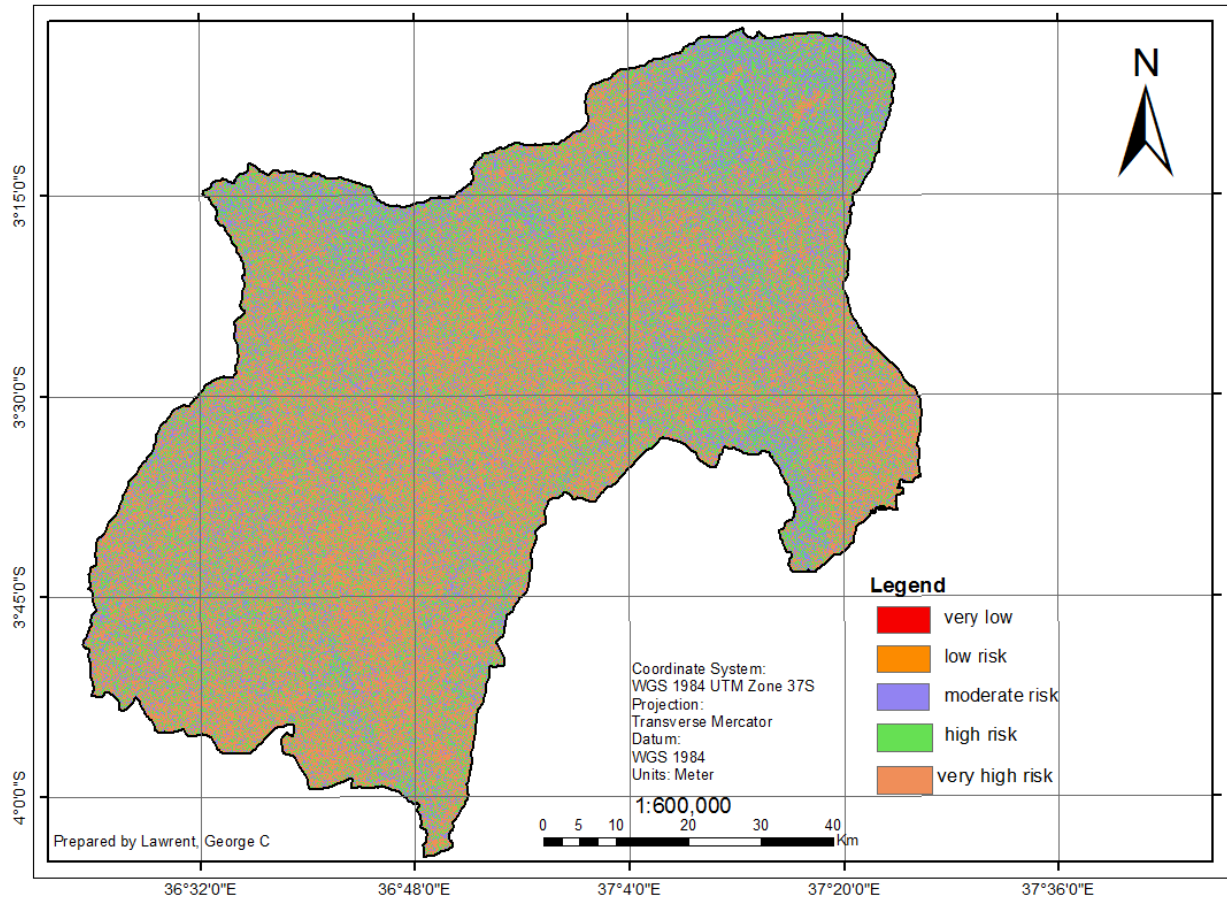 N
3°15'0"S
3°30'0"S
3°45'0"S
4°0'0"S
Legend
very low
low risk
moderate risk
high risk
very high risk
Coordinate System:
WGS 1984 UTM Zone 37S
Projection:
Transverse Mercator
Datum:
WGS 1984
Units: Meter
1:600,000
0 5 10 20 30 40
Km
Prepared by Lawrent, George C
36°32'0"E 36°48'0"E 37°4'0"E 37°20'0"E 37°36'0"E